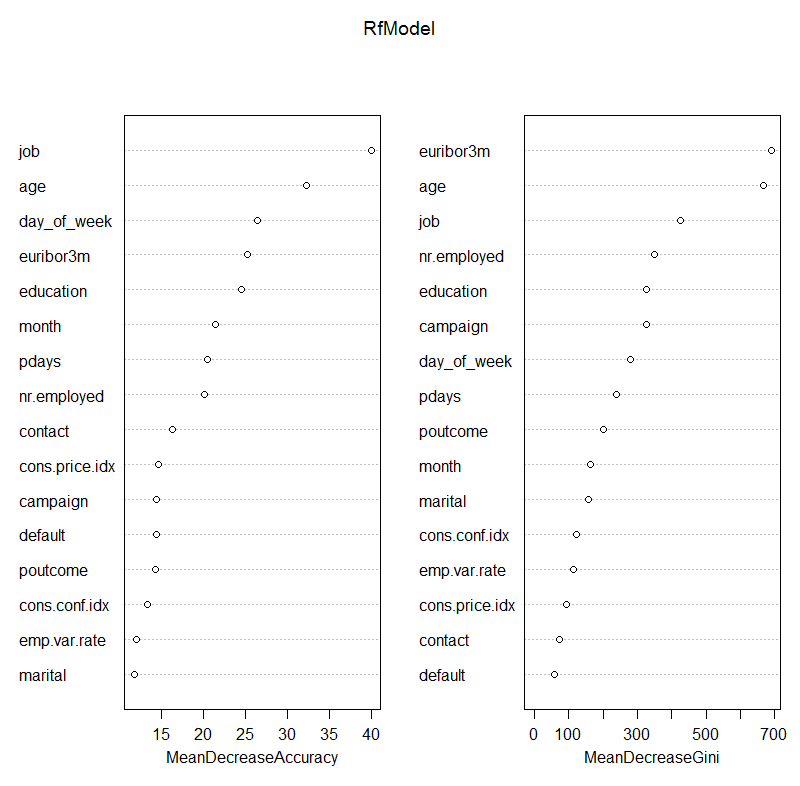 RfModel
job
age
day_of_week
euribor3m
education
month
pdays
nr.employed
contact
cons.price.idx
campaign
default
poutcome
cons.conf.idx
emp.var.rate
marital
15 20 25 30 35 40
MeanDecreaseAccuracy
euribor3m
age
job
nr.employed
education
campaign
day_of_week
pdays
poutcome
month
marital
cons.conf.idx
emp.var.rate
cons.price.idx
contact
default
0 100 300 500 700
MeanDecreaseGini